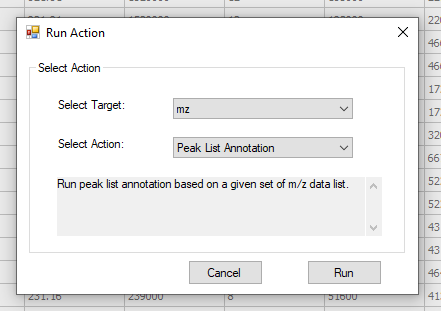 Run Action
Select Action
Select Target:
mz
Select Action:
Peak List Annotation
Run peak list annotation based on a given set of m/z data list.
Cancel
Run
231.16 239000 8 51600